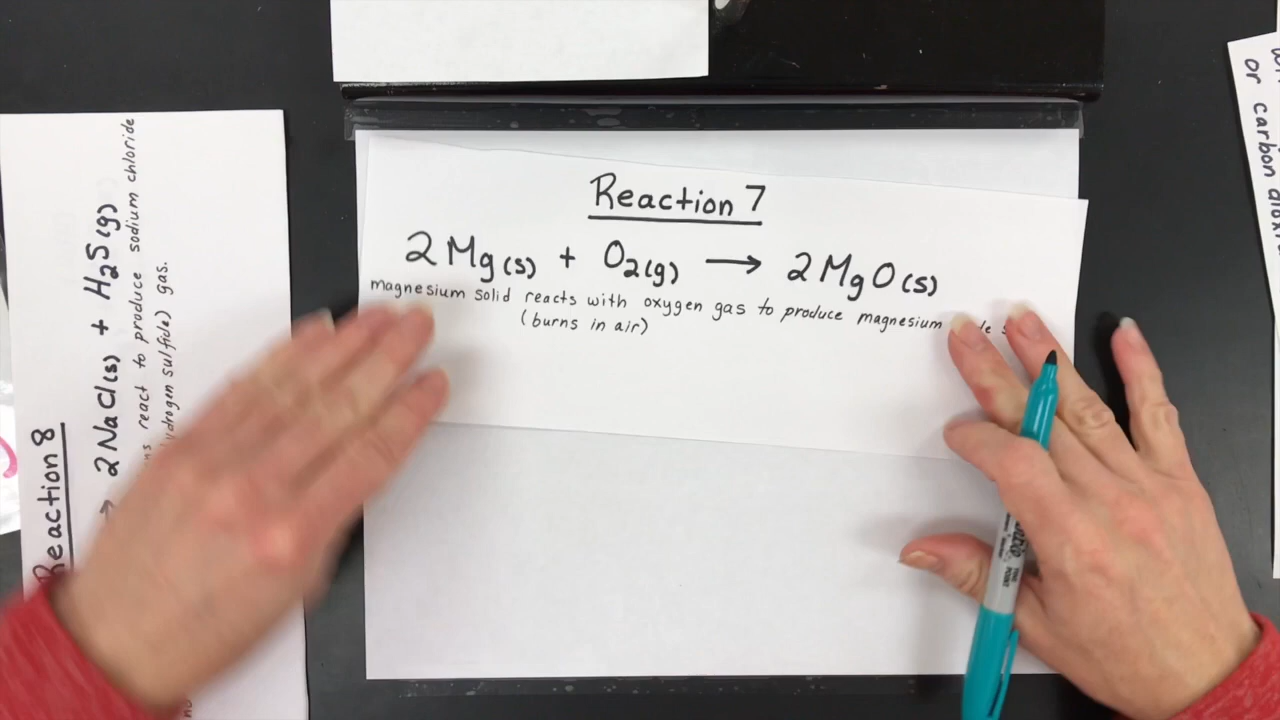 Reaction 7
2Mg(s) + O₂(g) → 2MgO(s)
magnesium solid reacts with oxygen gas to produce magnesium
(burns in air)
Reaction 8
→ 2NaCl(s) + H₂S(g)
react to produce sodium chloride
sulfide) gas.
or carbon